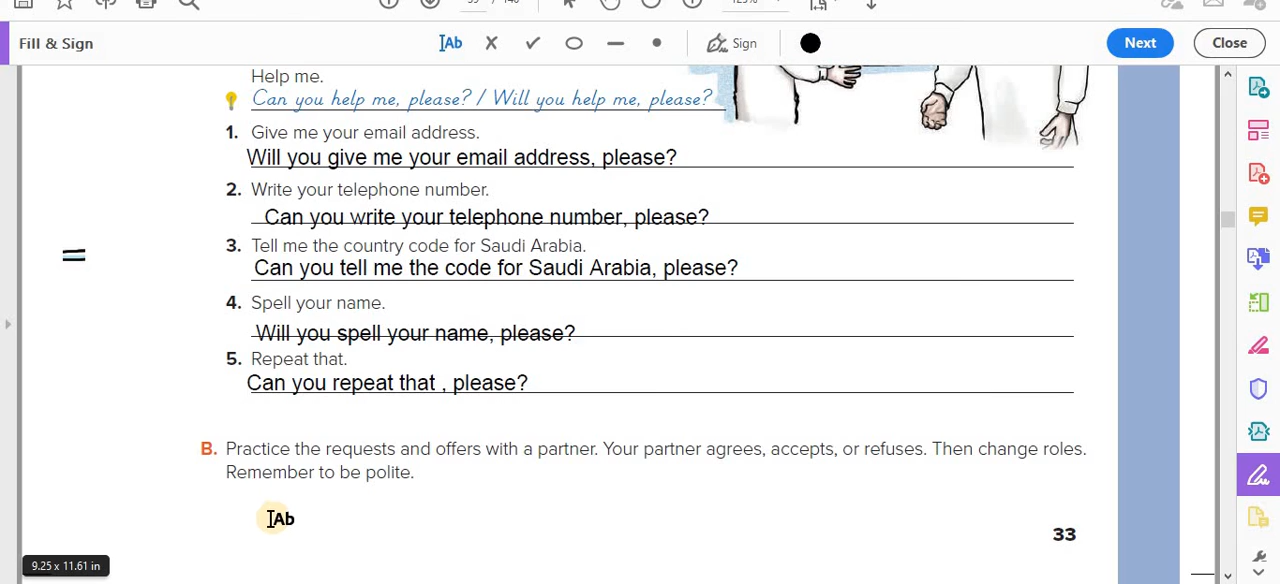 Fill & Sign
Ab
Sign
Next
Close
Help me.
Can you help me, please? / Will you help me, please?
1. Give me your email address.
Will you give me your email address, please?
2. Write your telephone number.
Can you write your telephone number, please?
3. Tell me the country code for Saudi Arabia.
Can you tell me the code for Saudi Arabia, please?
4. Spell your name.
Will you spell your name, please?
5. Repeat that.
Can you repeat that , please?
B. Practice the requests and offers with a partner. Your partner agrees, accepts, or refuses. Then change roles.
Remember to be polite.
Ab
33
9.25 x 11.61 in